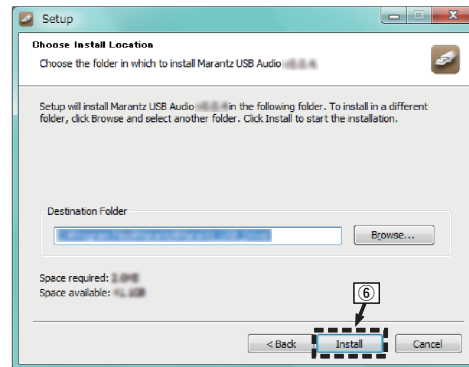 Setup
Choose Install Location
Choose the folder in which to install Marantz USB Audio
Setup will install Marantz USB Audio in the following folder. To install in a different
folder, click Browse and select another folder. Click Install to start the installation.
Destination Folder
Browse...
Space required:
Space available:
⑥
< Back Install Cancel